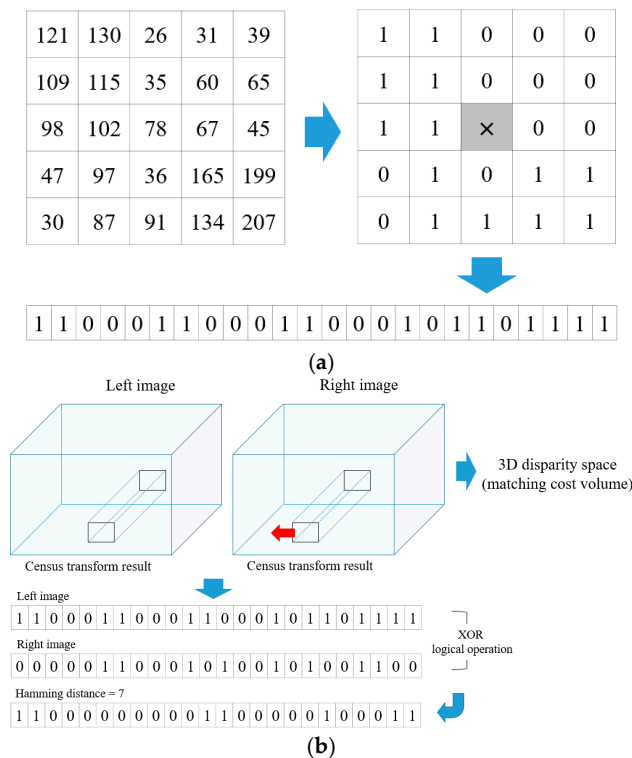 121 130 26 31 39 1 1 0 0 0
109 115 35 60 65 1 1 0 0 0
98 102 78 67 45 1 1 × 0 0
47 97 36 165 199 0 1 0 1 1
30 87 91 134 207 0 1 1 1 1
1 1 0 0 0 1 1 0 0 0 1 1 0 0 0 1 0 1 1 0 1 1 1 1
(a)
Left image
Right image
3D disparity space
(matching cost volume)
Census transform result
Census transform result
Left image
1 1 0 0 0 1 1 0 0 0 1 1 0 0 0 1 0 1 1 0 1 1 1 1
XOR
logical operation
Right image
0 0 0 0 0 1 1 0 0 0 1 0 1 0 0 1 0 1 0 0 1 1 0 0
Hamming distance = 7
1 1 0 0 0 0 0 0 0 0 0 1 1 0 0 0 0 0 1 0 0 0 1 1
(b)